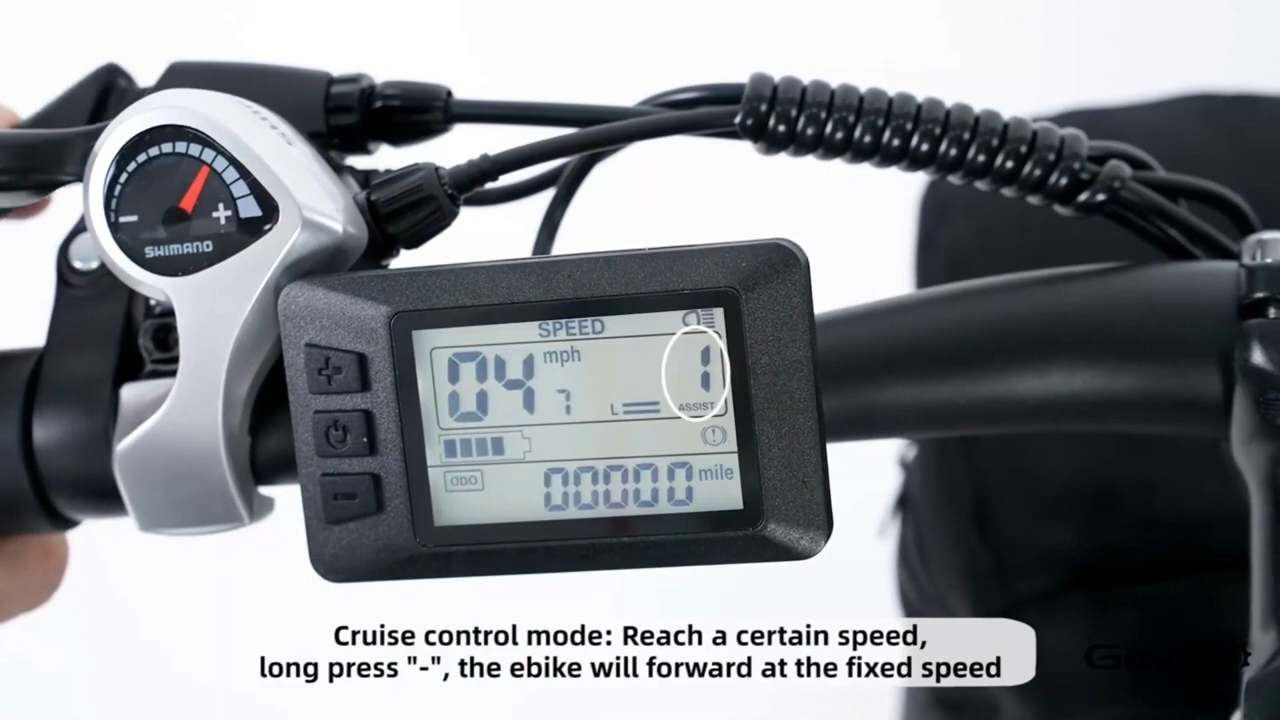 SHIMANO
SPEED
04 mph
7
1
L
ASSIST
ODO
00000 mile
Cruise control mode: Reach a certain speed,
long press "-", the ebike will forward at the fixed speed